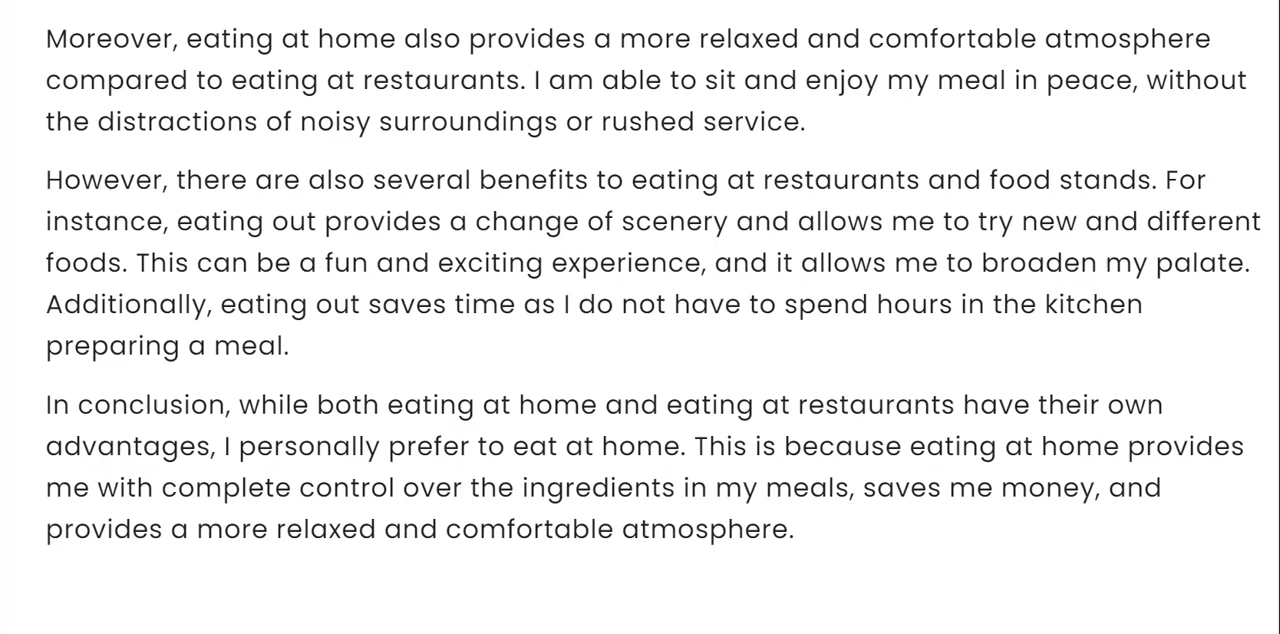 Moreover, eating at home also provides a more relaxed and comfortable atmosphere
compared to eating at restaurants. I am able to sit and enjoy my meal in peace, without
the distractions of noisy surroundings or rushed service.
However, there are also several benefits to eating at restaurants and food stands. For
instance, eating out provides a change of scenery and allows me to try new and different
foods. This can be a fun and exciting experience, and it allows me to broaden my palate.
Additionally, eating out saves time as I do not have to spend hours in the kitchen
preparing a meal.
In conclusion, while both eating at home and eating at restaurants have their own
advantages, I personally prefer to eat at home. This is because eating at home provides
me with complete control over the ingredients in my meals, saves me money, and
provides a more relaxed and comfortable atmosphere.